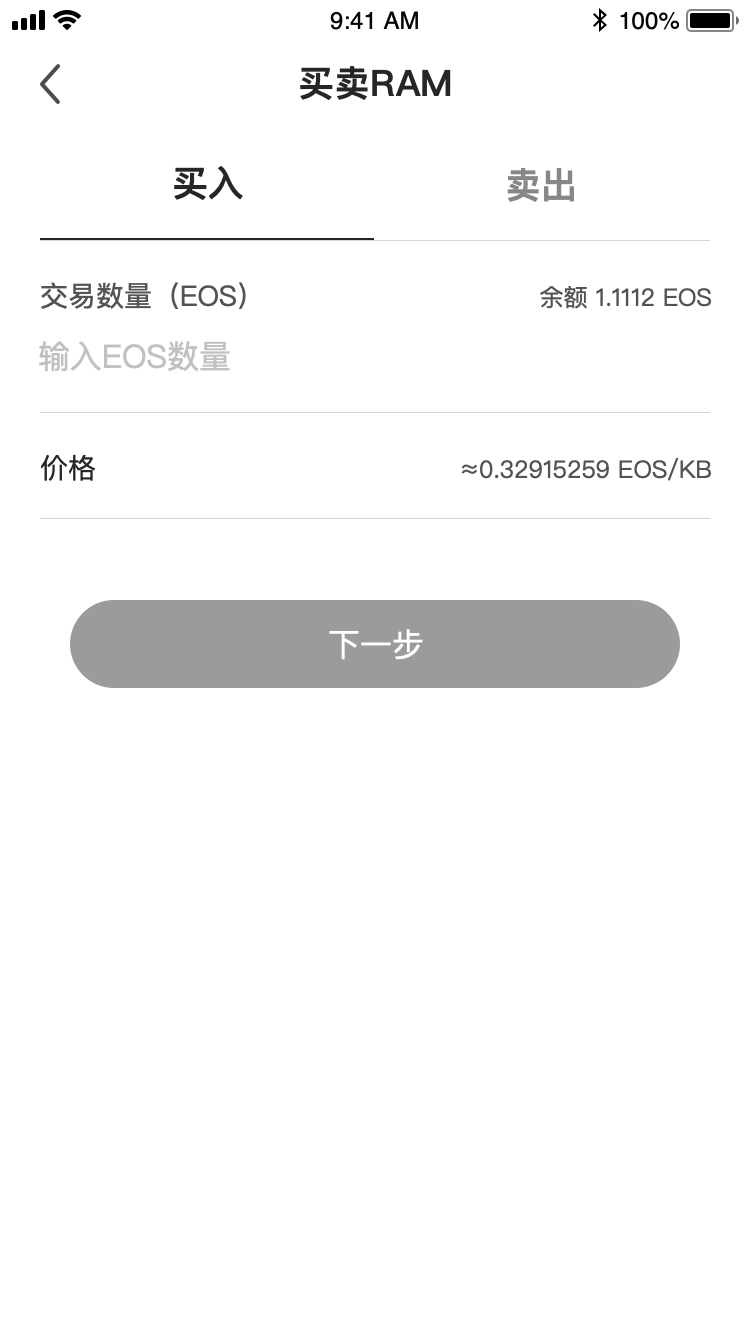 9:41 AM
100%
买卖RAM
买入
卖出
交易数量（EOS）
余额 1.1112 EOS
输入EOS数量
价格
≈0.32915259 EOS/KB
下一步